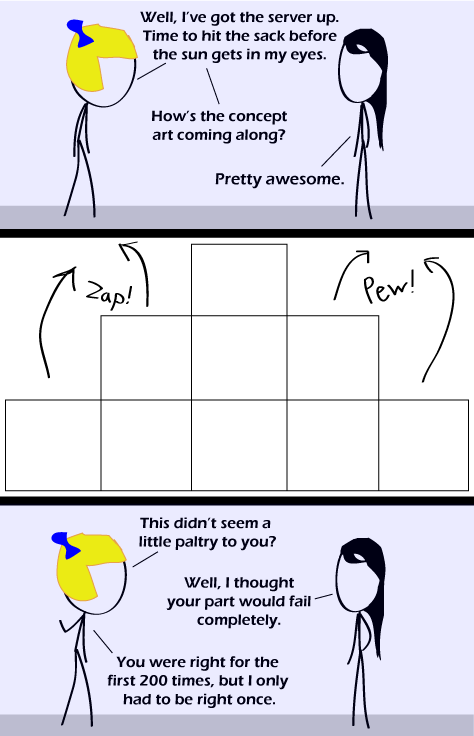 Well, I've got the server up.
Time to hit the sack before
the sun gets in my eyes.
How's the concept
art coming along?
Pretty awesome.
Zap!
Pew!
This didn't seem a
little paltry to you?
Well, I thought
your part would fail
completely.
You were right for the
first 200 times, but I only
had to be right once.